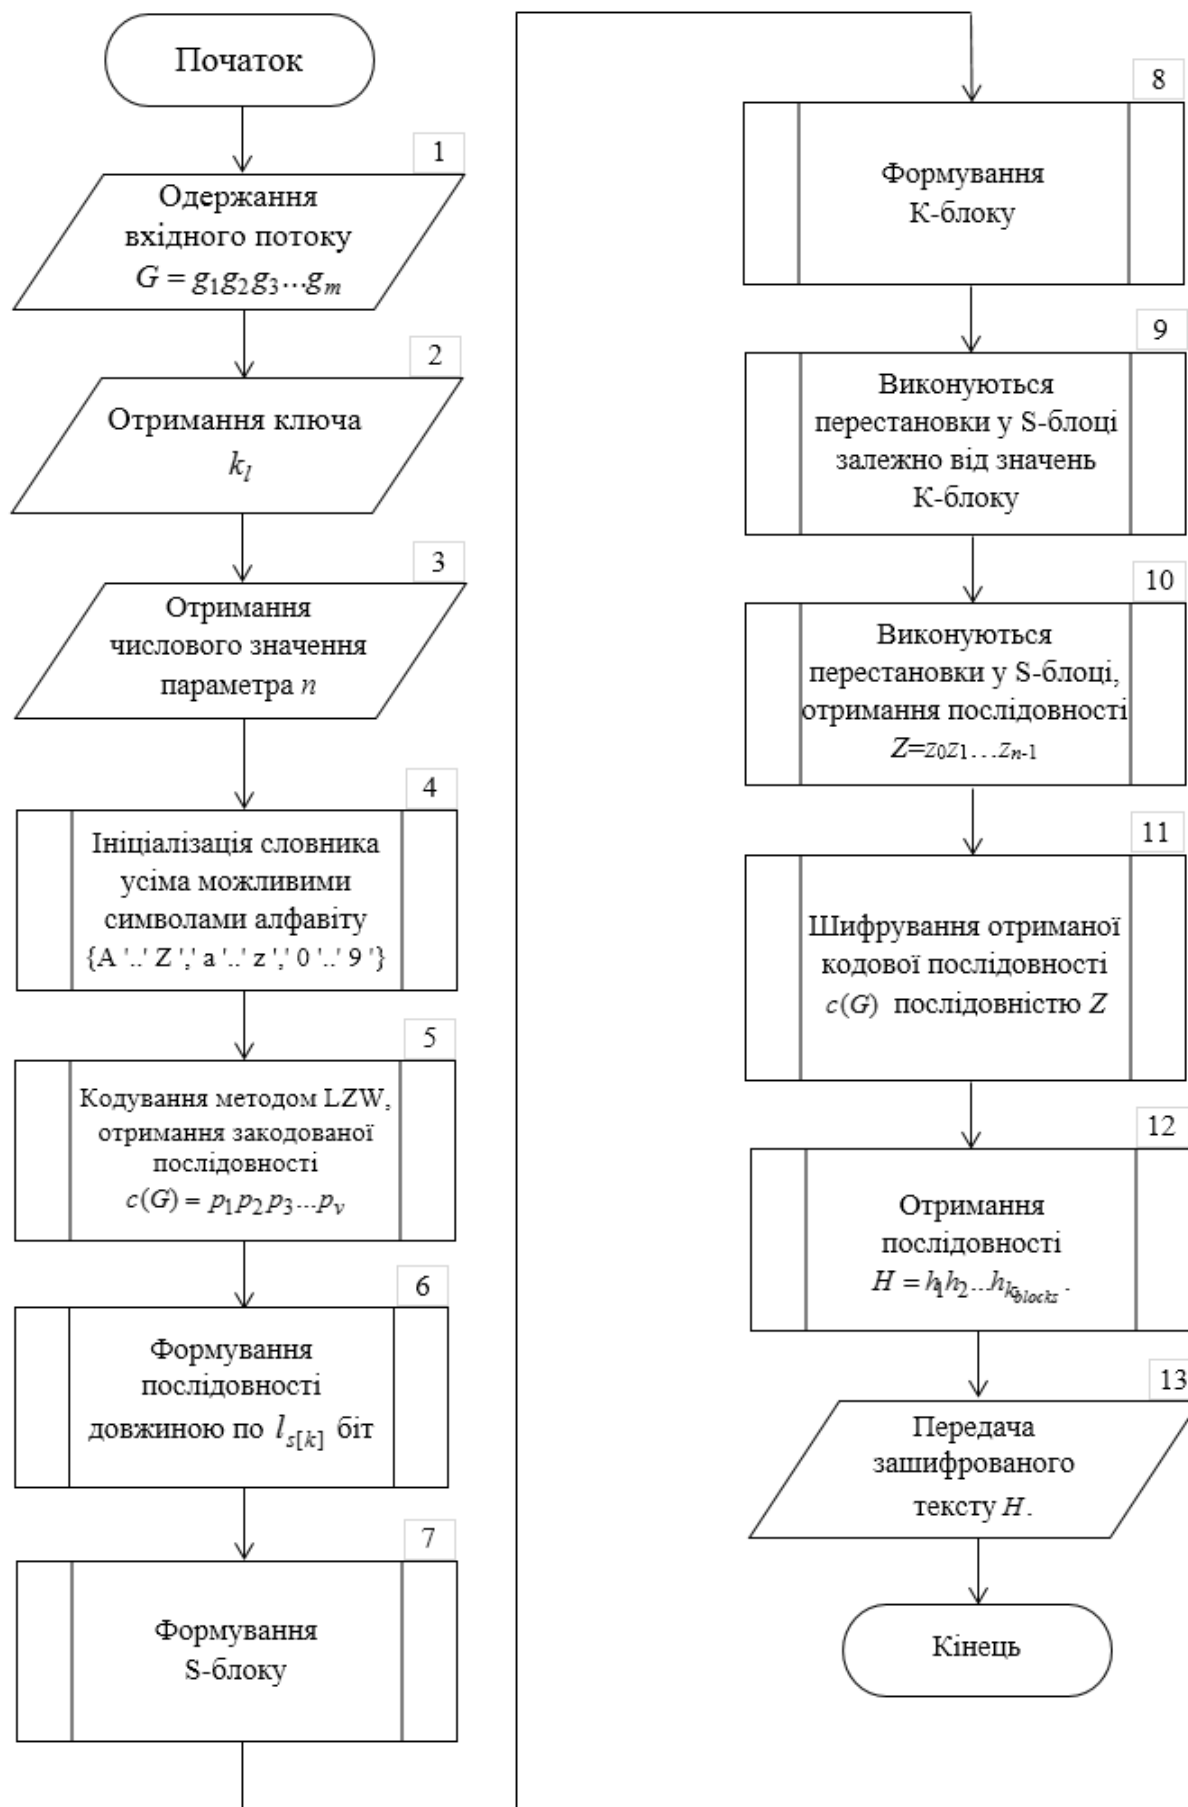 Початок
1
Одержання
вхідного потоку
G = g₁g₂g₃...gₘ
2
Отримання ключа
kₗ
3
Отримання
числового значення
параметра n
4
Ініціалізація словника
усіма можливими
символами алфавіту
{A '..' Z ',' a '..' z ',' 0 '..' 9 '}
5
Кодування методом LZW,
отримання закодованої
послідовності
c(G) = p₁p₂p₃...pᵥ
6
Формування
послідовності
довжиною по l_{s[k]} біт
7
Формування
S-блоку
8
Формування
К-блоку
9
Виконуються
перестановки у S-блоці
залежно від значень
К-блоку
10
Виконуються
перестановки у S-блоці,
отримання послідовності
Z=z₀z₁…zₙ₋₁
11
Шифрування отриманої
кодової послідовності
c(G) послідовністю Z
12
Отримання
послідовності
H = h₁h₂...h_{k_{blocks}}.
13
Передача
зашифрованого
тексту H.
Кінець